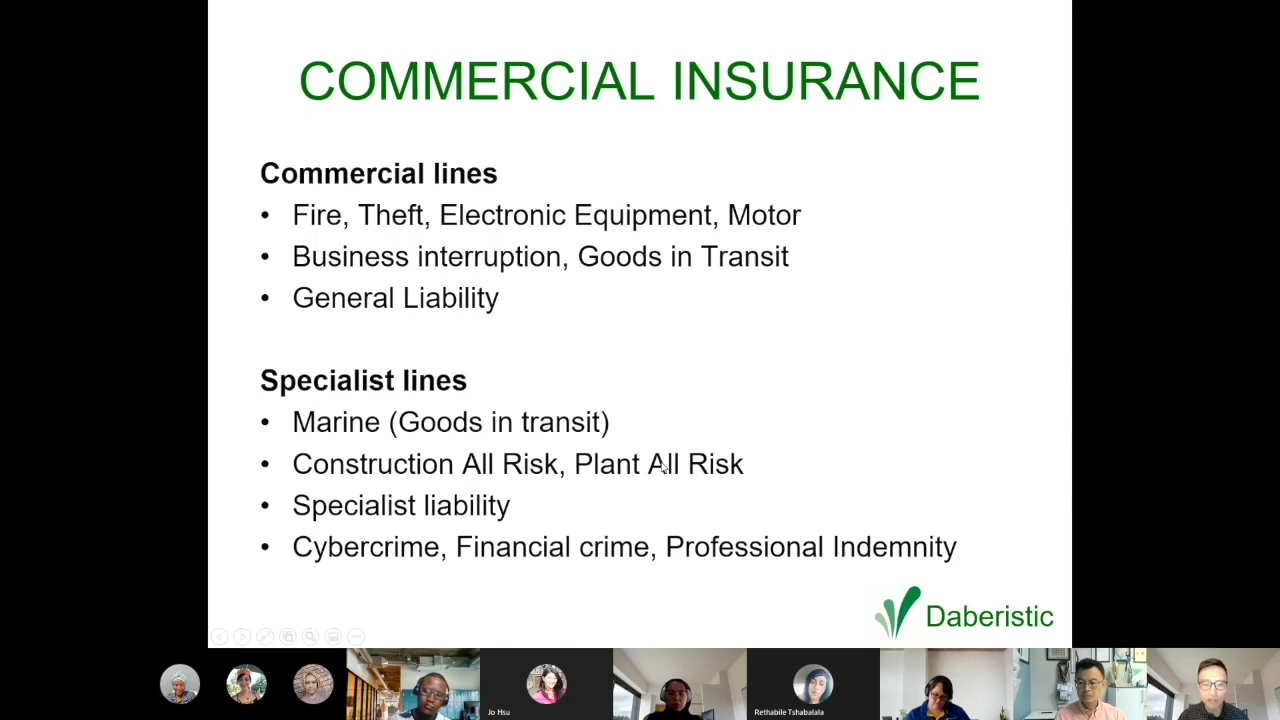 COMMERCIAL INSURANCE
Commercial lines
• Fire, Theft, Electronic Equipment, Motor
• Business interruption, Goods in Transit
• General Liability
Specialist lines
• Marine (Goods in transit)
• Construction All Risk, Plant All Risk
• Specialist liability
• Cybercrime, Financial crime, Professional Indemnity
Daberistic
Jo Hsu
Rethabile Tshabalala